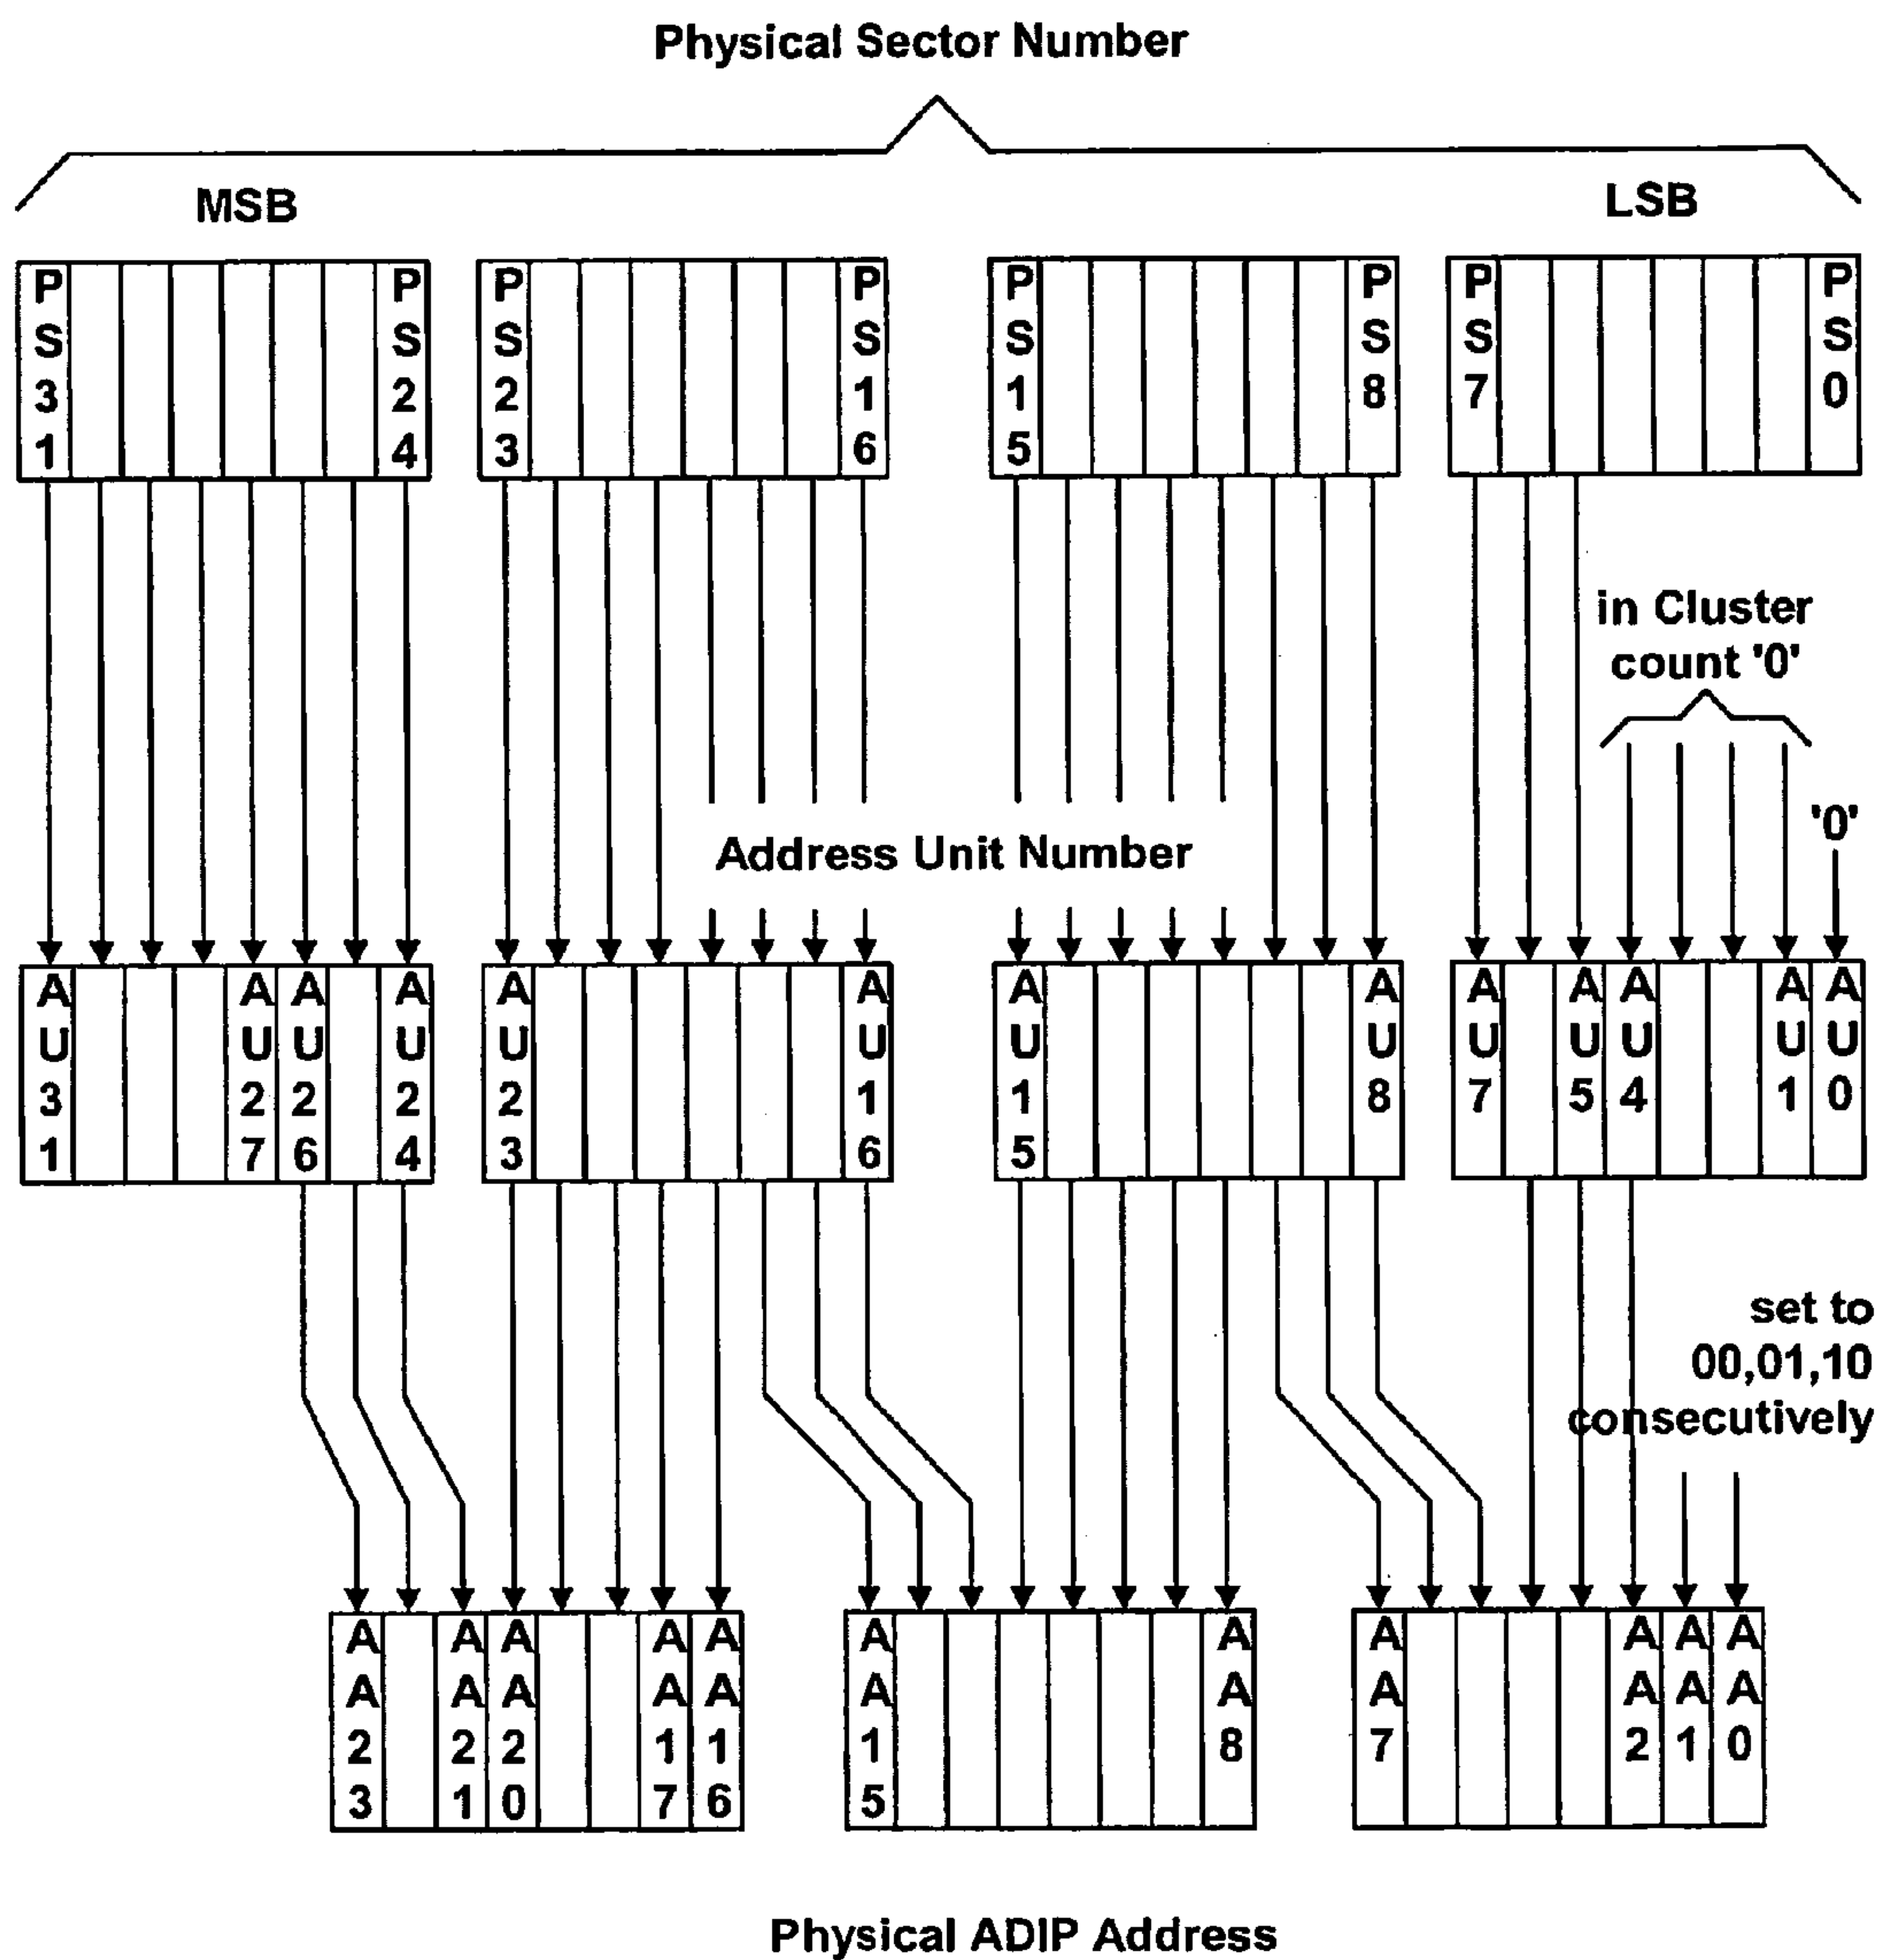 Physical Sector Number
MSB
LSB
PS31
PS24
PS23
PS16
PS15
PS8
PS7
PS0
in Cluster
count '0'
'0'
Address Unit Number
AU31
AU27
AU26
AU24
AU23
AU16
AU15
AU8
AU7
AU5
AU4
AU1
AU0
set to
00,01,10
consecutively
AA23
AA21
AA20
AA17
AA16
AA15
AA8
AA7
AA2
AA1
AA0
Physical ADIP Address